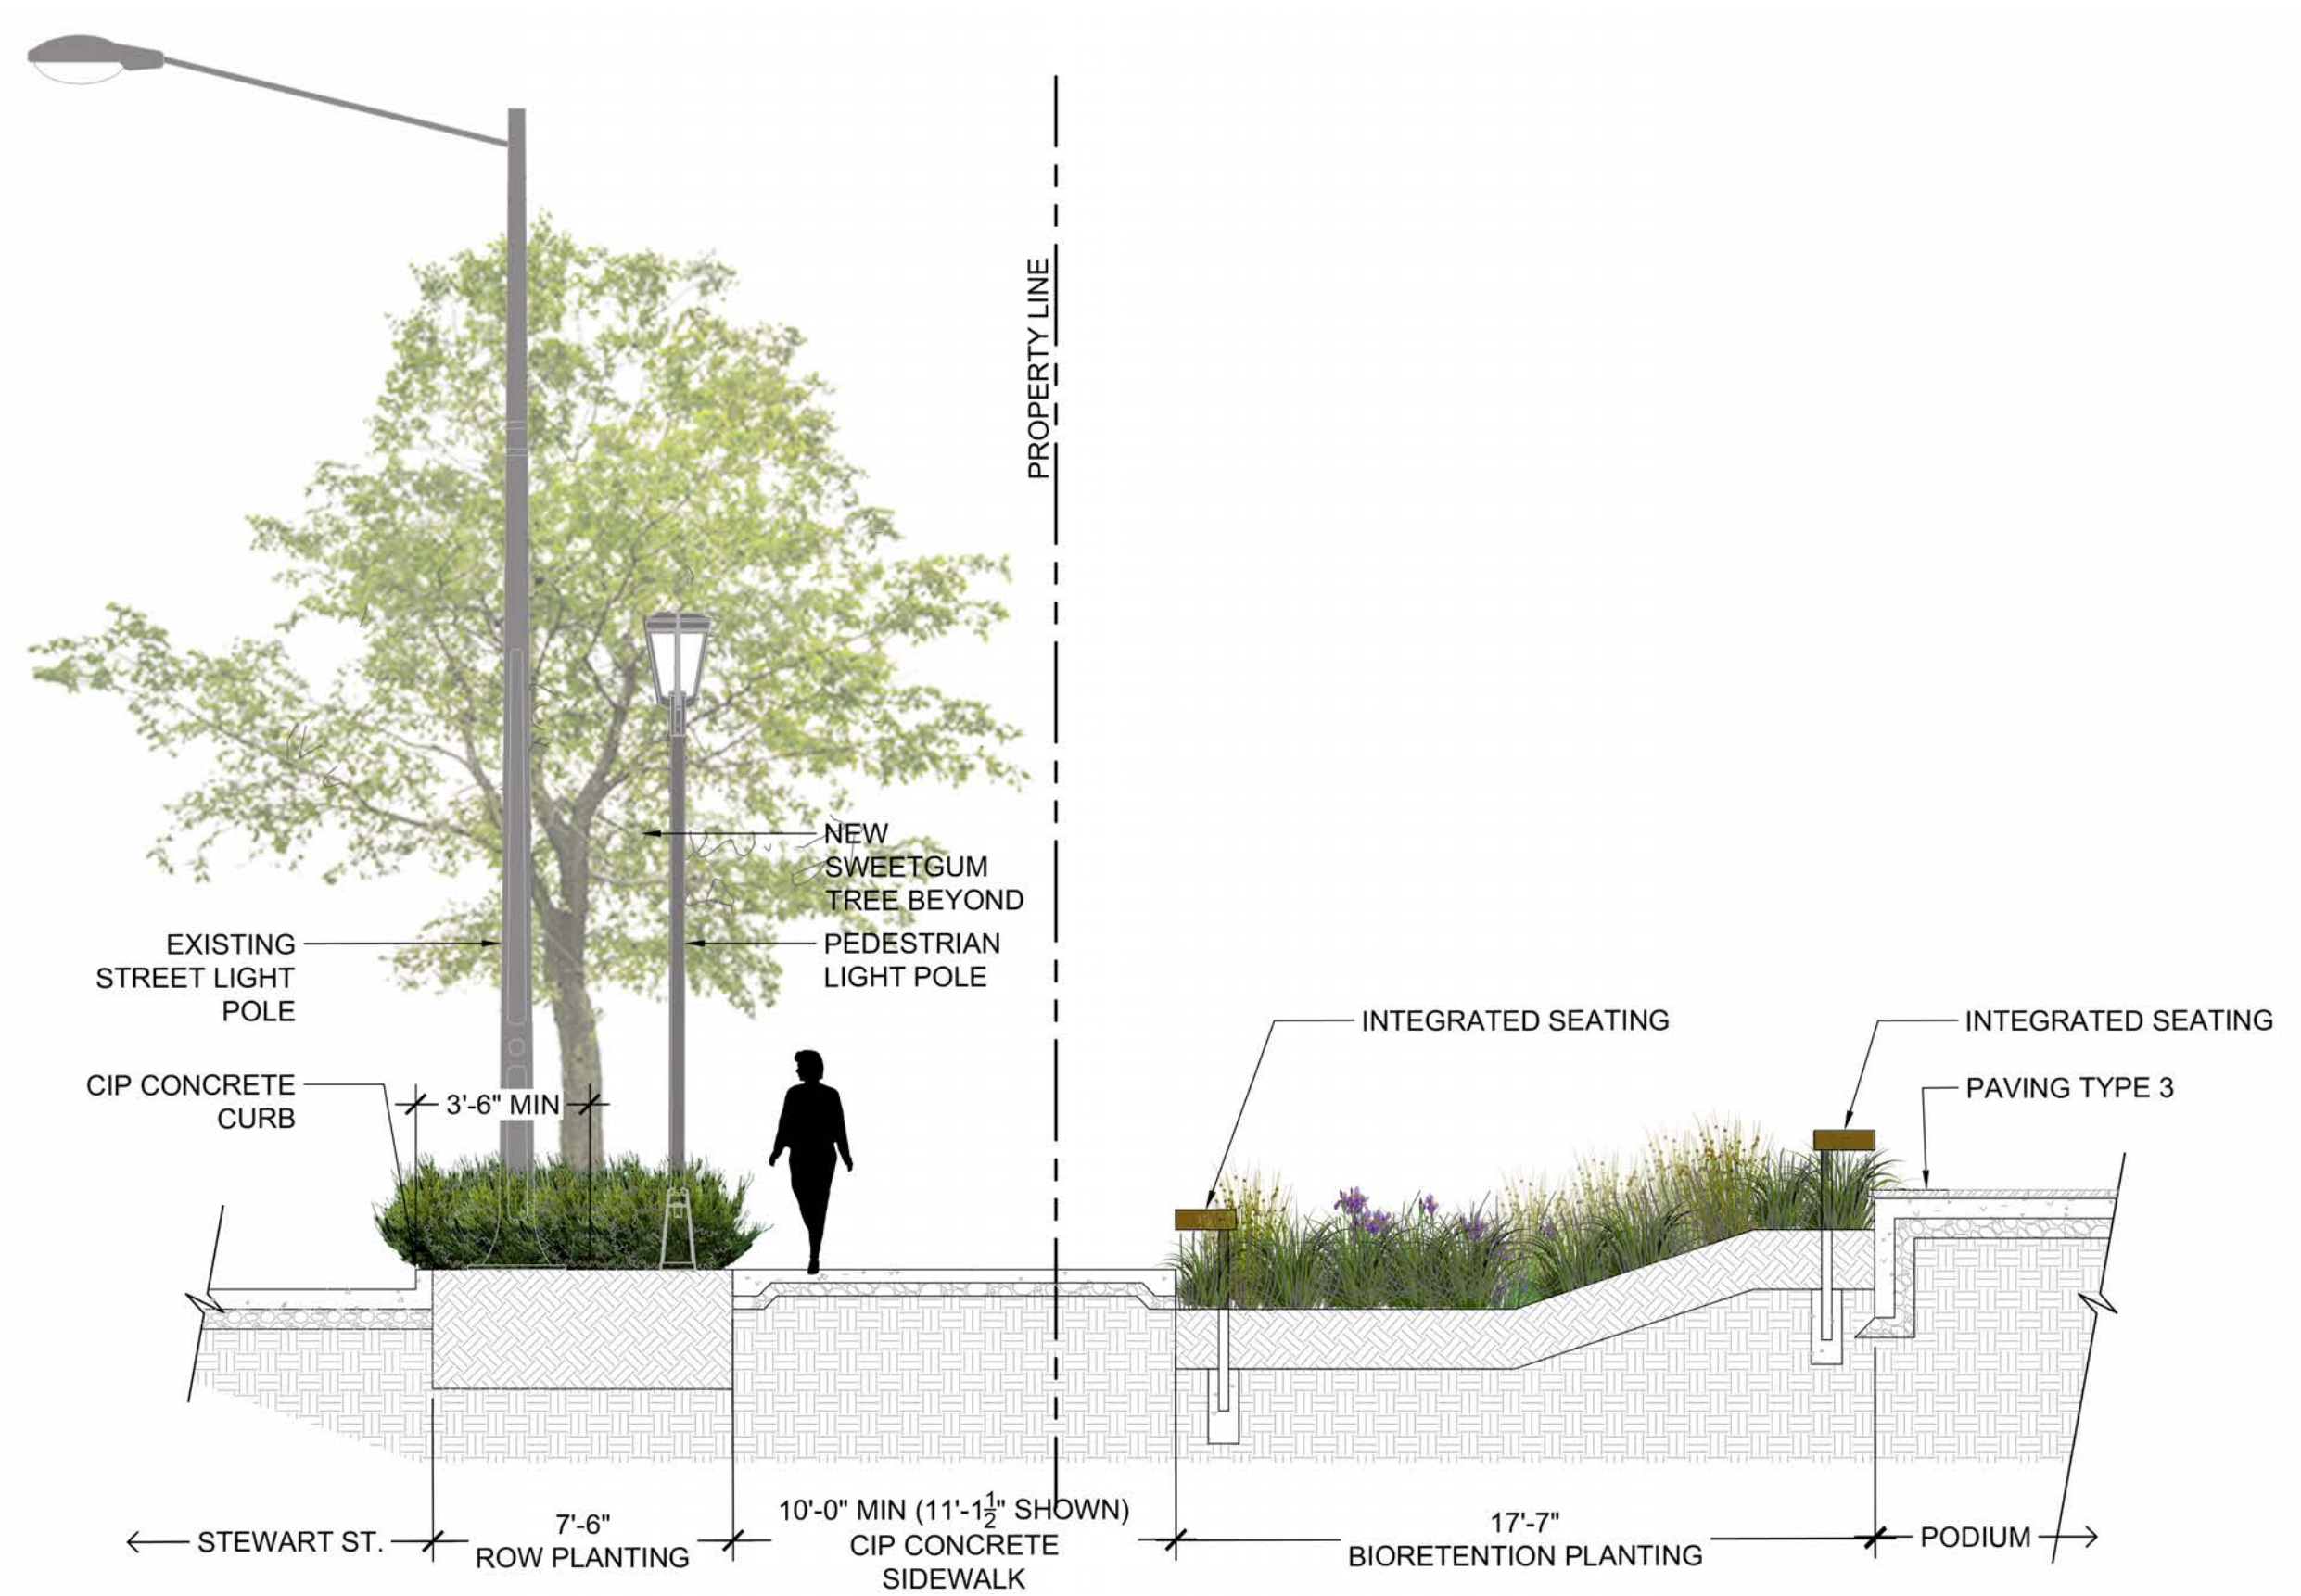 PROPERTY LINE
NEW
SWEETGUM
TREE BEYOND
EXISTING
STREET LIGHT
POLE
PEDESTRIAN
LIGHT POLE
INTEGRATED SEATING
INTEGRATED SEATING
CIP CONCRETE
CURB
3'-6" MIN
PAVING TYPE 3
STEWART ST.
7'-6"
ROW PLANTING
10'-0" MIN (11'-1½" SHOWN)
CIP CONCRETE
SIDEWALK
17'-7"
BIORETENTION PLANTING
PODIUM